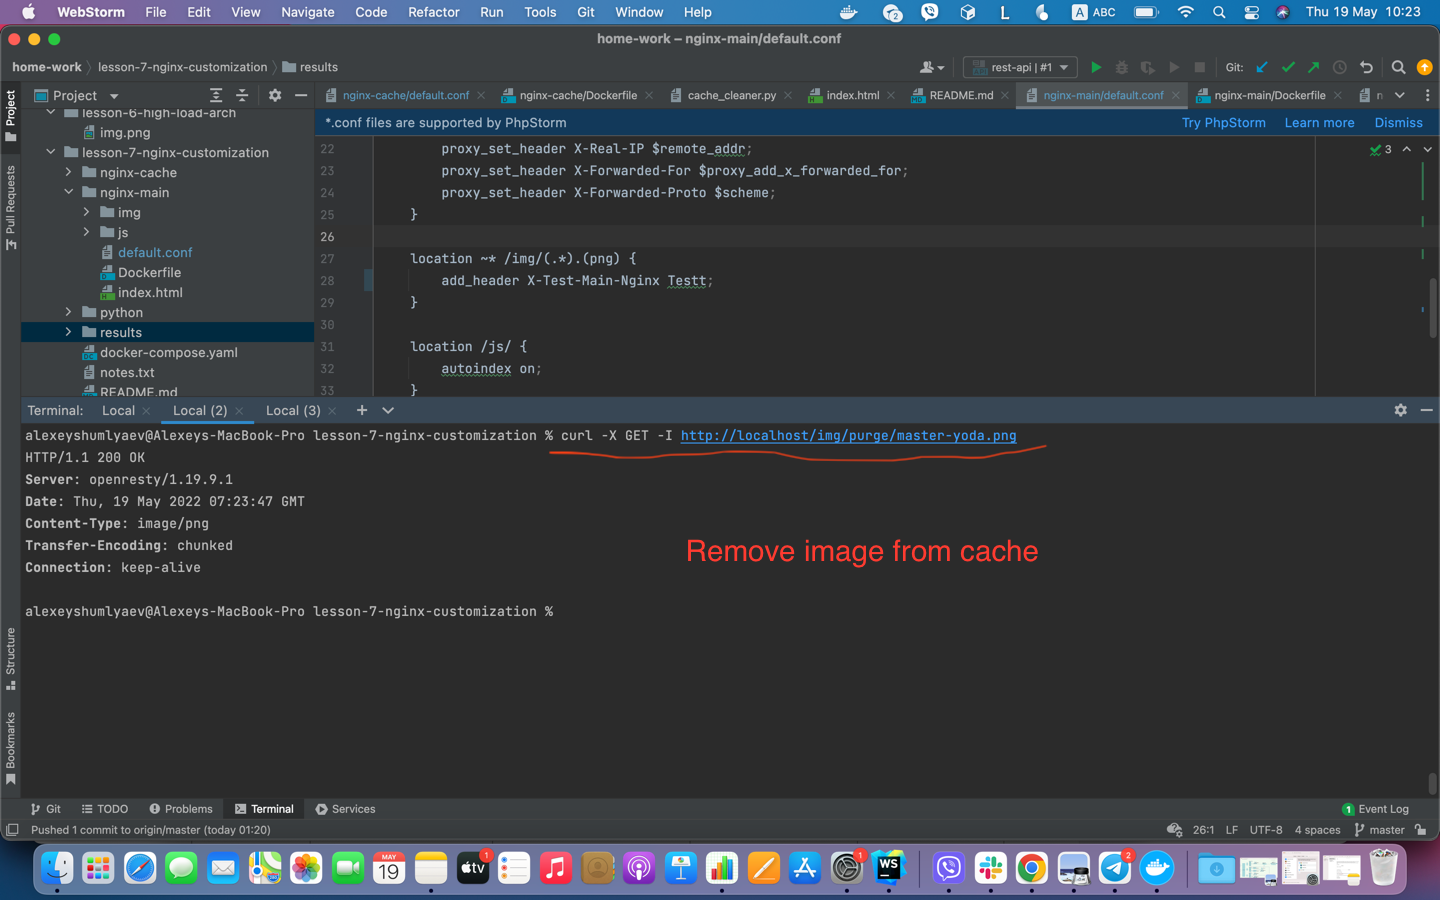 WebStorm File Edit View Navigate Code Refactor Run Tools Git Window Help 2 L A ABC Thu 19 May 10:23
home-work – nginx-main/default.conf
home-work lesson-7-nginx-customization results rest-api | #1 Git:
Project nginx-cache/default.conf nginx-cache/Dockerfile cache_cleaner.py index.html README.md nginx-main/default.conf nginx-main/Dockerfile n
Project
Pull Requests
Structure
Bookmarks
lesson-6-high-load-arch
img.png
lesson-7-nginx-customization
nginx-cache
nginx-main
img
js
default.conf
Dockerfile
index.html
python
results
docker-compose.yaml
notes.txt
README.md
*.conf files are supported by PhpStorm Try PhpStorm Learn more Dismiss
3
22 proxy_set_header X-Real-IP $remote_addr;
23 proxy_set_header X-Forwarded-For $proxy_add_x_forwarded_for;
24 proxy_set_header X-Forwarded-Proto $scheme;
25 }
26
27 location ~* /img/(.*).(png) {
28 add_header X-Test-Main-Nginx Testt;
29 }
30
31 location /js/ {
32 autoindex on;
33 }
Terminal: Local Local (2) Local (3)
alexeyshumlyaev@Alexeys-MacBook-Pro lesson-7-nginx-customization % curl -X GET -I http://localhost/img/purge/master-yoda.png
HTTP/1.1 200 OK
Server: openresty/1.19.9.1
Date: Thu, 19 May 2022 07:23:47 GMT
Content-Type: image/png
Transfer-Encoding: chunked
Connection: keep-alive
Remove image from cache
alexeyshumlyaev@Alexeys-MacBook-Pro lesson-7-nginx-customization %
Git TODO Problems Terminal Services 1 Event Log
Pushed 1 commit to origin/master (today 01:20) 26:1 LF UTF-8 4 spaces master
MAY
19
tv
1
1
WS
2